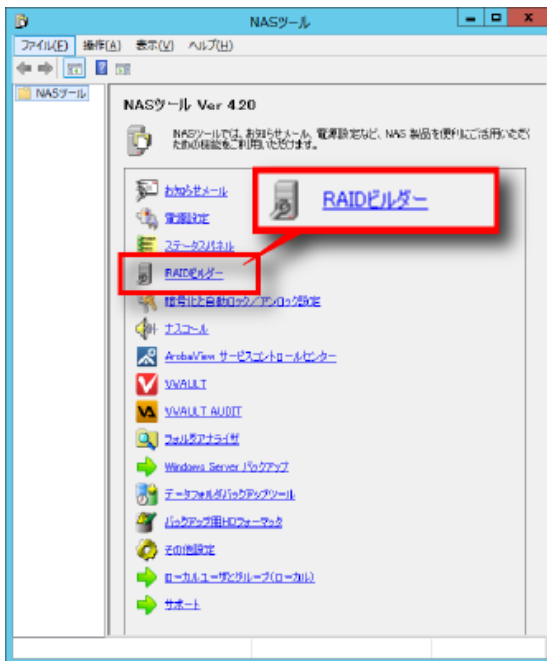 NASツール
ファイル(F) 操作(A) 表示(V) ヘルプ(H)
NASツール
NASツール Ver 4.20
NASツールでは、お知らせメール、電源設定など、NAS 製品を便利にご活用いただく
ための機能をご利用いただけます。
お知らせメール
電源設定
RAIDビルダー
ステータスパネル
RAIDビルダー
暗号化と自動ロック/アンロック設定
ナスコール
ArobaView サービスコントロールセンター
VVAULT
VVAULT AUDIT
フォルダアナライザ
Windows Server バックアップ
データフォルダバックアップツール
バックアップ用HDフォーマッタ
その他設定
ローカルユーザとグループ(ローカル)
サポート